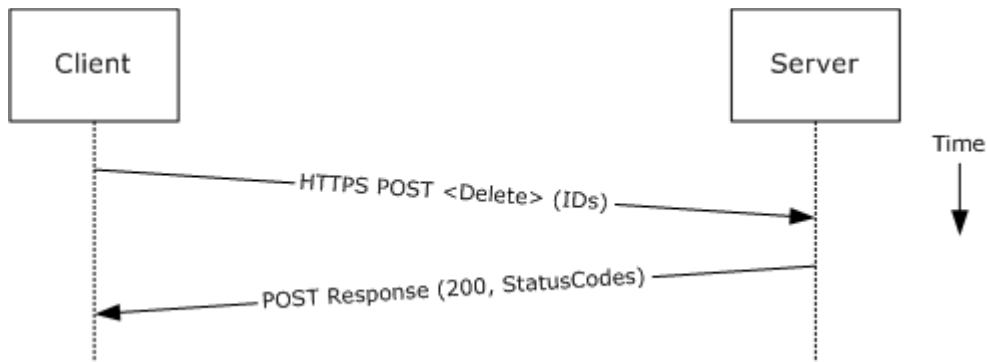 Client
Server
Time
HTTPS POST <Delete> (IDs)
POST Response (200, StatusCodes)